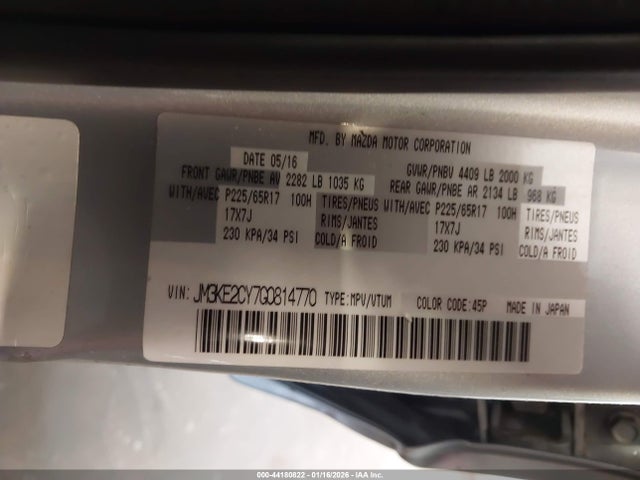 MFD. BY MAZDA MOTOR CORPORATION
DATE 05/16 GVWR/PNBV 4409 LB 2000 KG
FRONT GAWR/PNBE AV 2282 LB 1035 KG REAR GAWR/PNBE AR 2134 LB 968 KG
WITH/AVEC P225/65R17 100H TIRES/PNEUS WITH/AVEC P225/65R17 100H TIRES/PNEUS
17X7J RIMS/JANTES 17X7J RIMS/JANTES
230 KPA/34 PSI COLD/A FROID 230 KPA/34 PSI COLD/A FROID
VIN: JM3KE2CY7G0814770 TYPE:MPV/VTUM COLOR CODE:45P MADE IN JAPAN
000-44180822 - 01/16/2026 - IAA Inc.